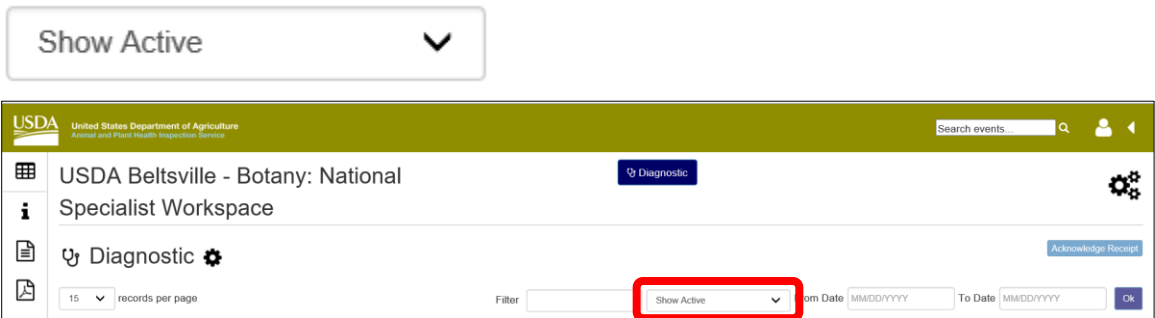 Show Active
USDA United States Department of Agriculture
Animal and Plant Health Inspection Service
Search events...
USDA Beltsville - Botany: National
Specialist Workspace
Diagnostic
Diagnostic
Acknowledge Receipt
15 records per page Filter Show Active From Date MM/DD/YYYY To Date MM/DD/YYYY Ok